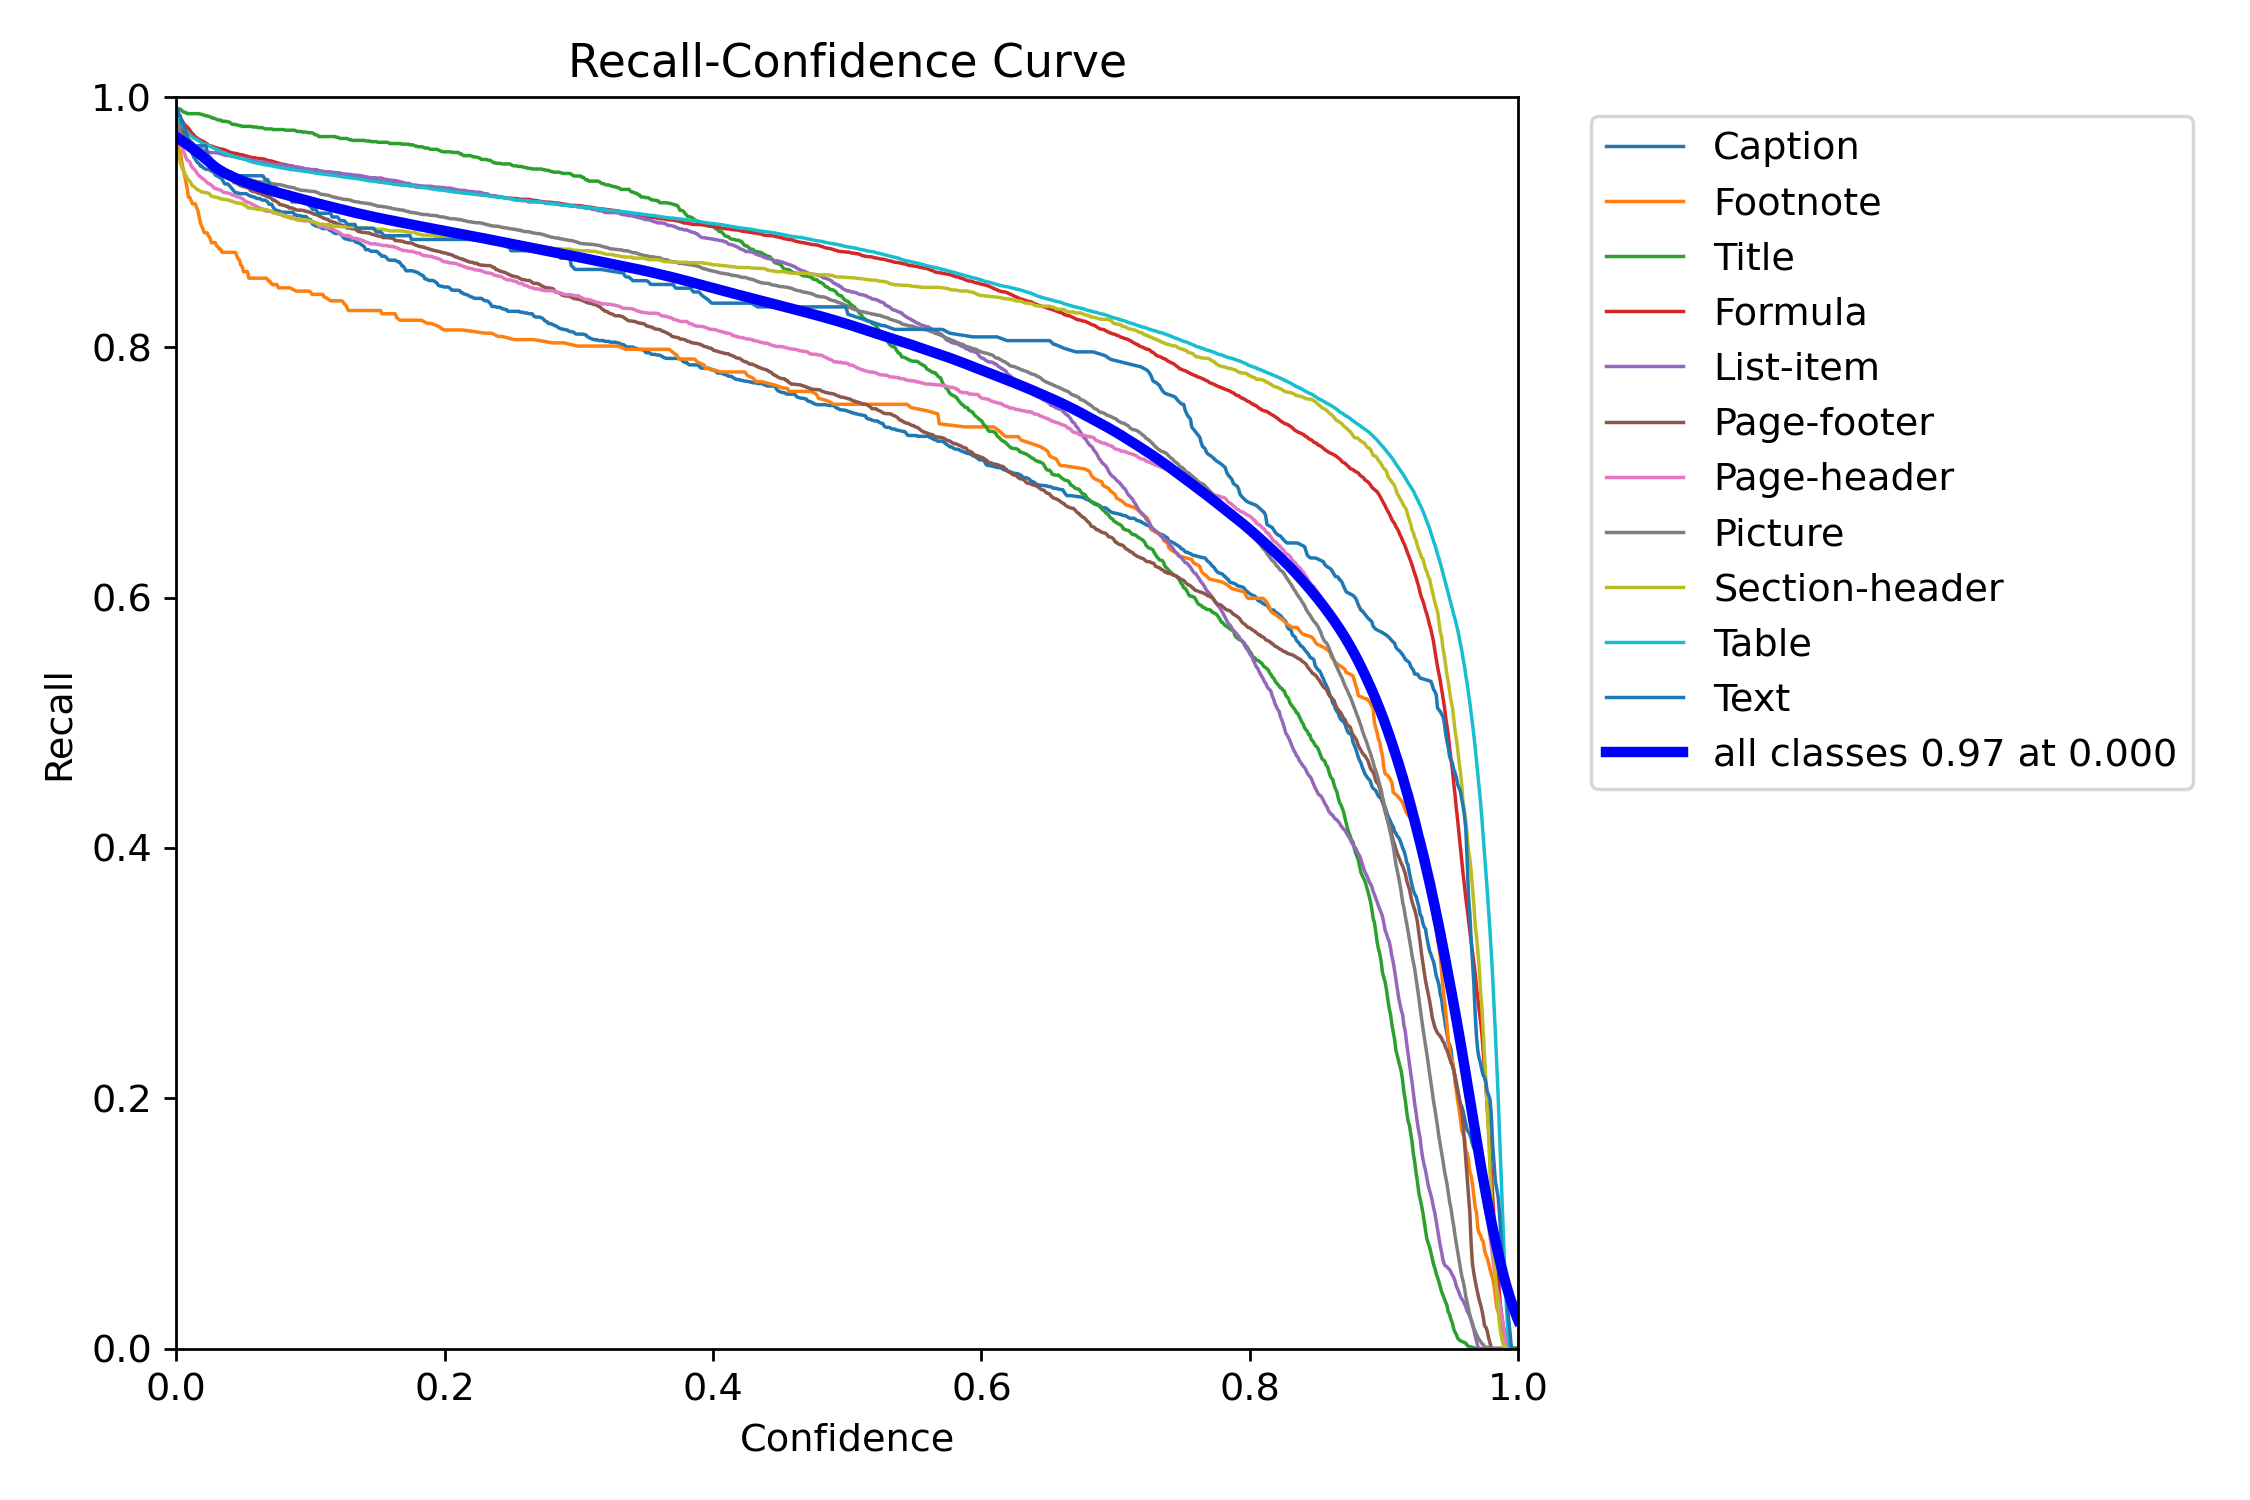 Recall-Confidence Curve
1.0
0.8
0.6
0.4
0.2
0.0
Recall
0.0 0.2 0.4 0.6 0.8 1.0
Confidence
Caption
Footnote
Title
Formula
List-item
Page-footer
Page-header
Picture
Section-header
Table
Text
all classes 0.97 at 0.000